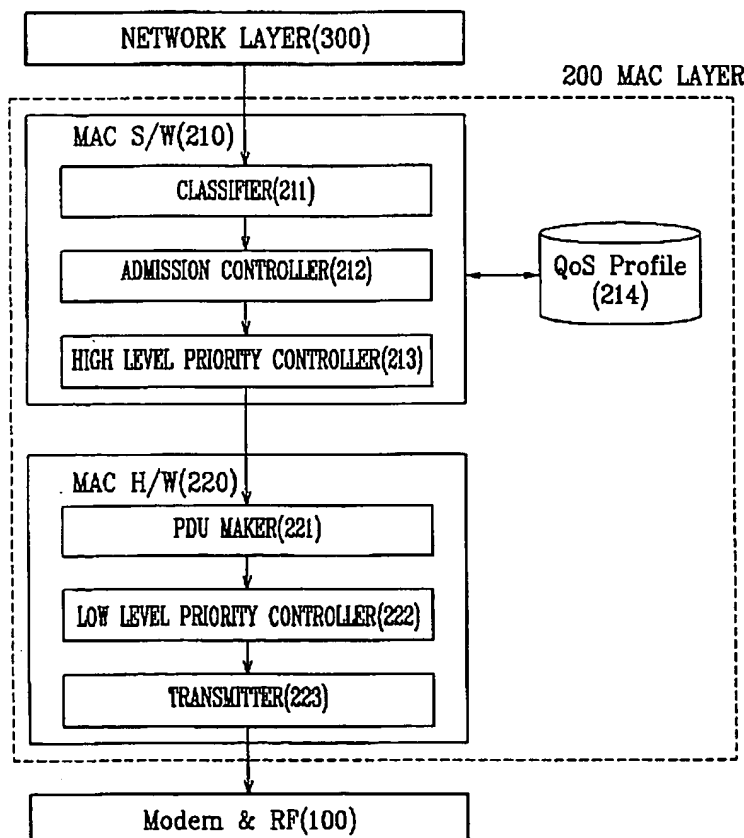 NETWORK LAYER(300)
200 MAC LAYER
MAC S/W(210)
CLASSIFIER(211)
ADMISSION CONTROLLER(212)
QoS Profile
(214)
HIGH LEVEL PRIORITY CONTROLLER(213)
MAC H/W(220)
PDU MAKER(221)
LOW LEVEL PRIORITY CONTROLLER(222)
TRANSMITTER(223)
Modem & RF(100)